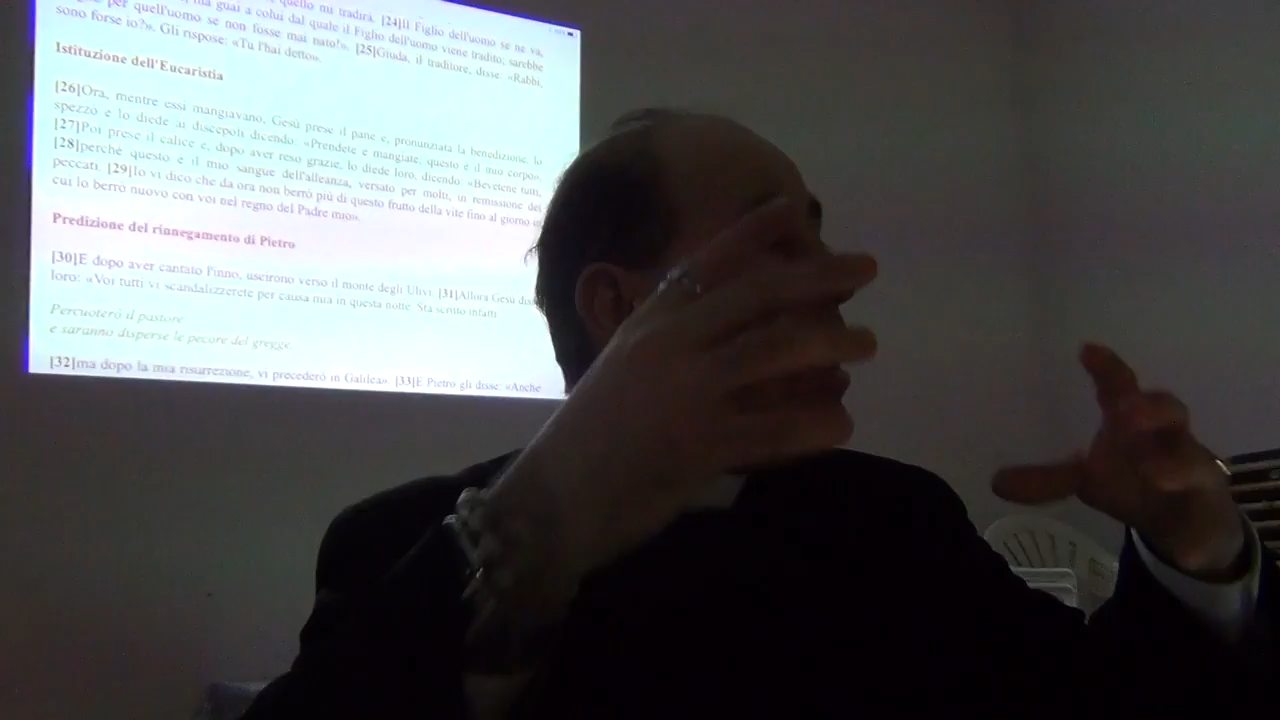 quello mi tradirà. [24]Il Figlio dell'uomo se ne va,
ma guai a colui dal quale il Figlio dell'uomo viene tradito; sarebbe
per quell'uomo se non fosse mai nato!». [25]Giuda, il traditore, disse: «Rabbì,
sono forse io?». Gli rispose: «Tu l'hai detto».
Istituzione dell'Eucaristia
[26]Ora, mentre essi mangiavano, Gesù prese il pane e, pronunziata la benedizione, lo
spezzò e lo diede ai discepoli dicendo: «Prendete e mangiate; questo è il mio corpo».
[27]Poi prese il calice e, dopo aver reso grazie, lo diede loro, dicendo: «Bevetene tutti,
[28]perché questo è il mio sangue dell'alleanza, versato per molti, in remissione dei
peccati. [29]Io vi dico che da ora non berrò più di questo frutto della vite fino al giorno in
cui lo berrò nuovo con voi nel regno del Padre mio».
Predizione del rinnegamento di Pietro
[30]E dopo aver cantato l'inno, uscirono verso il monte degli Ulivi. [31]Allora Gesù
loro: «Voi tutti vi scandalizzerete per causa mia in questa notte. Sta scritto infatti
Percuoterò il pastore
e saranno disperse le pecore del gregge
[32]ma dopo la mia risurrezione, vi precederò in Galilea». [33]E Pietro gli disse: «Anche